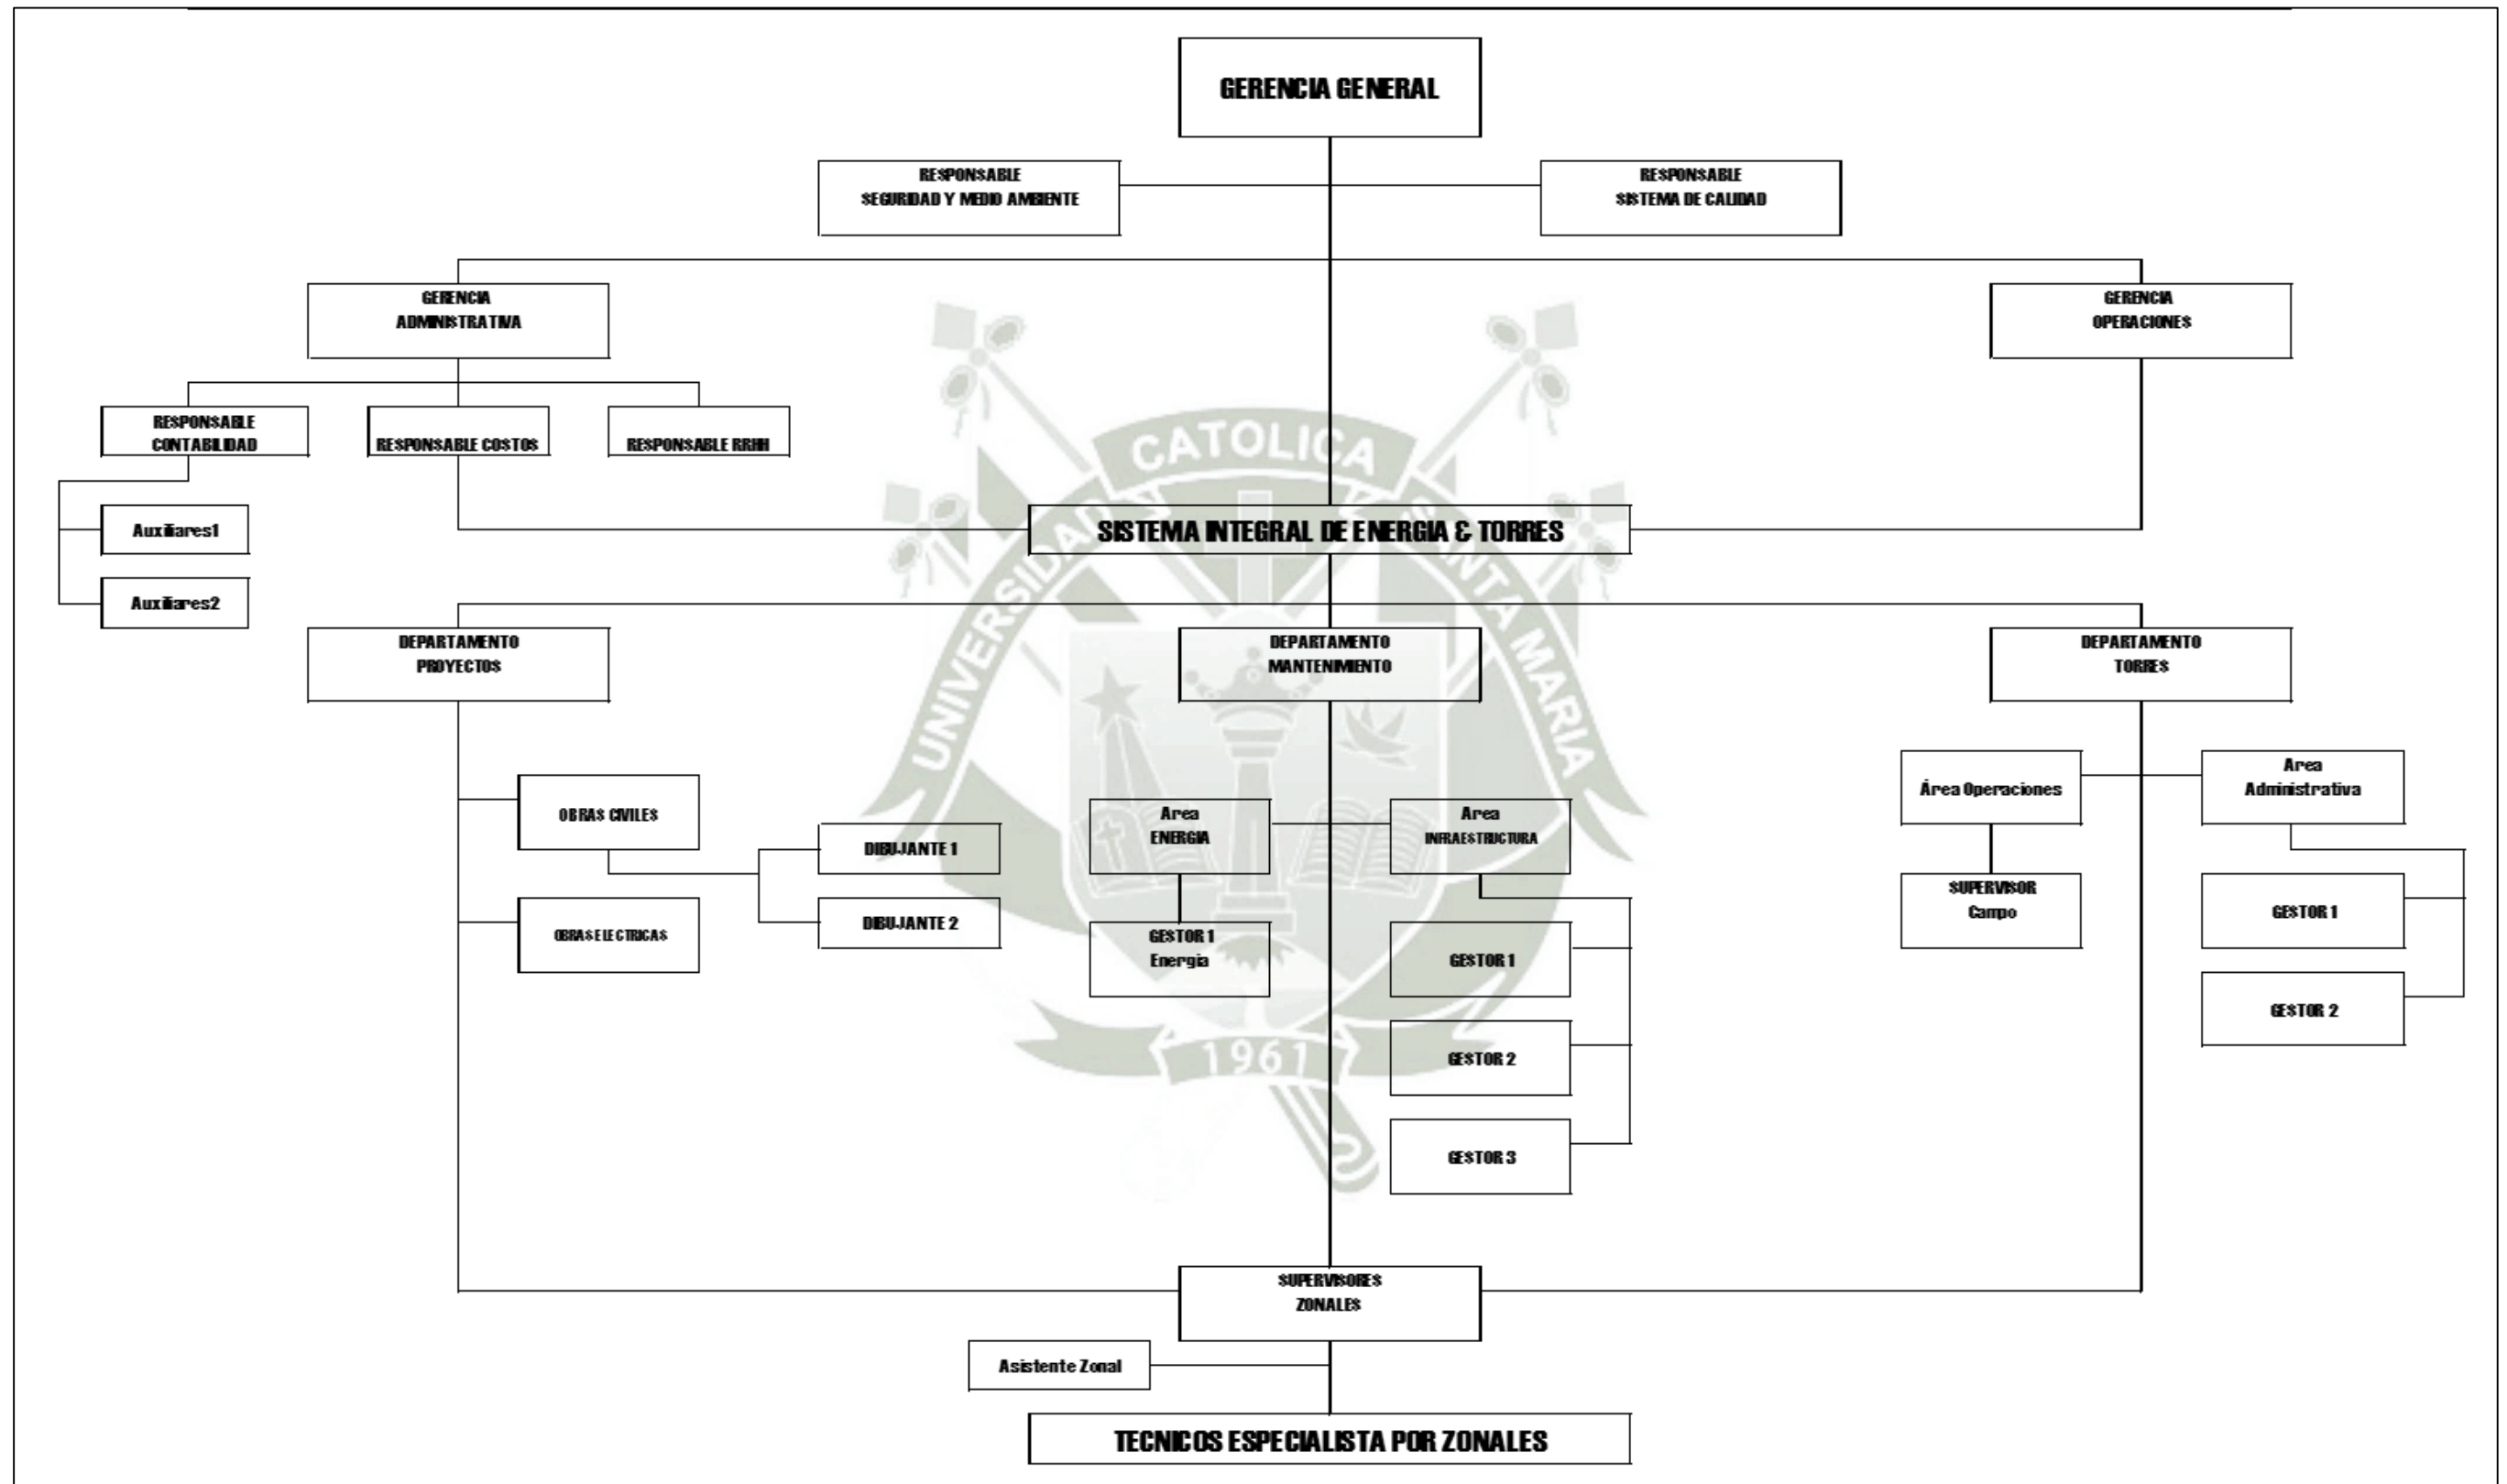 GERENCIA GENERAL
RESPONSABLE
SEGURIDAD Y MEDIO AMBIENTE
RESPONSABLE
SISTEMA DE CALIDAD
GERENCIA
ADMINISTRATIVA
GERENCIA
OPERACIONES
RESPONSABLE
CONTABILIDAD
RESPONSABLE COSTOS
RESPONSABLE RRHH
Auxiliares1
Auxiliares2
SISTEMA INTEGRAL DE ENERGIA & TORRES
DEPARTAMENTO
PROYECTOS
DEPARTAMENTO
MANTENIMIENTO
DEPARTAMENTO
TORRES
OBRAS CIVILES
DIBUJANTE 1
DIBUJANTE 2
OBRAS ELECTRICAS
Area
ENERGIA
GESTOR 1
Energia
Area
INFRAESTRUCTURA
GESTOR 1
GESTOR 2
GESTOR 3
Área Operaciones
SUPERVISOR
Campo
Area
Administrativa
GESTOR 1
GESTOR 2
SUPERVISORES
ZONALES
Asistente Zonal
TECNICOS ESPECIALISTA POR ZONALES
UNIVERSIDAD CATOLICA SANTA MARIA
1961